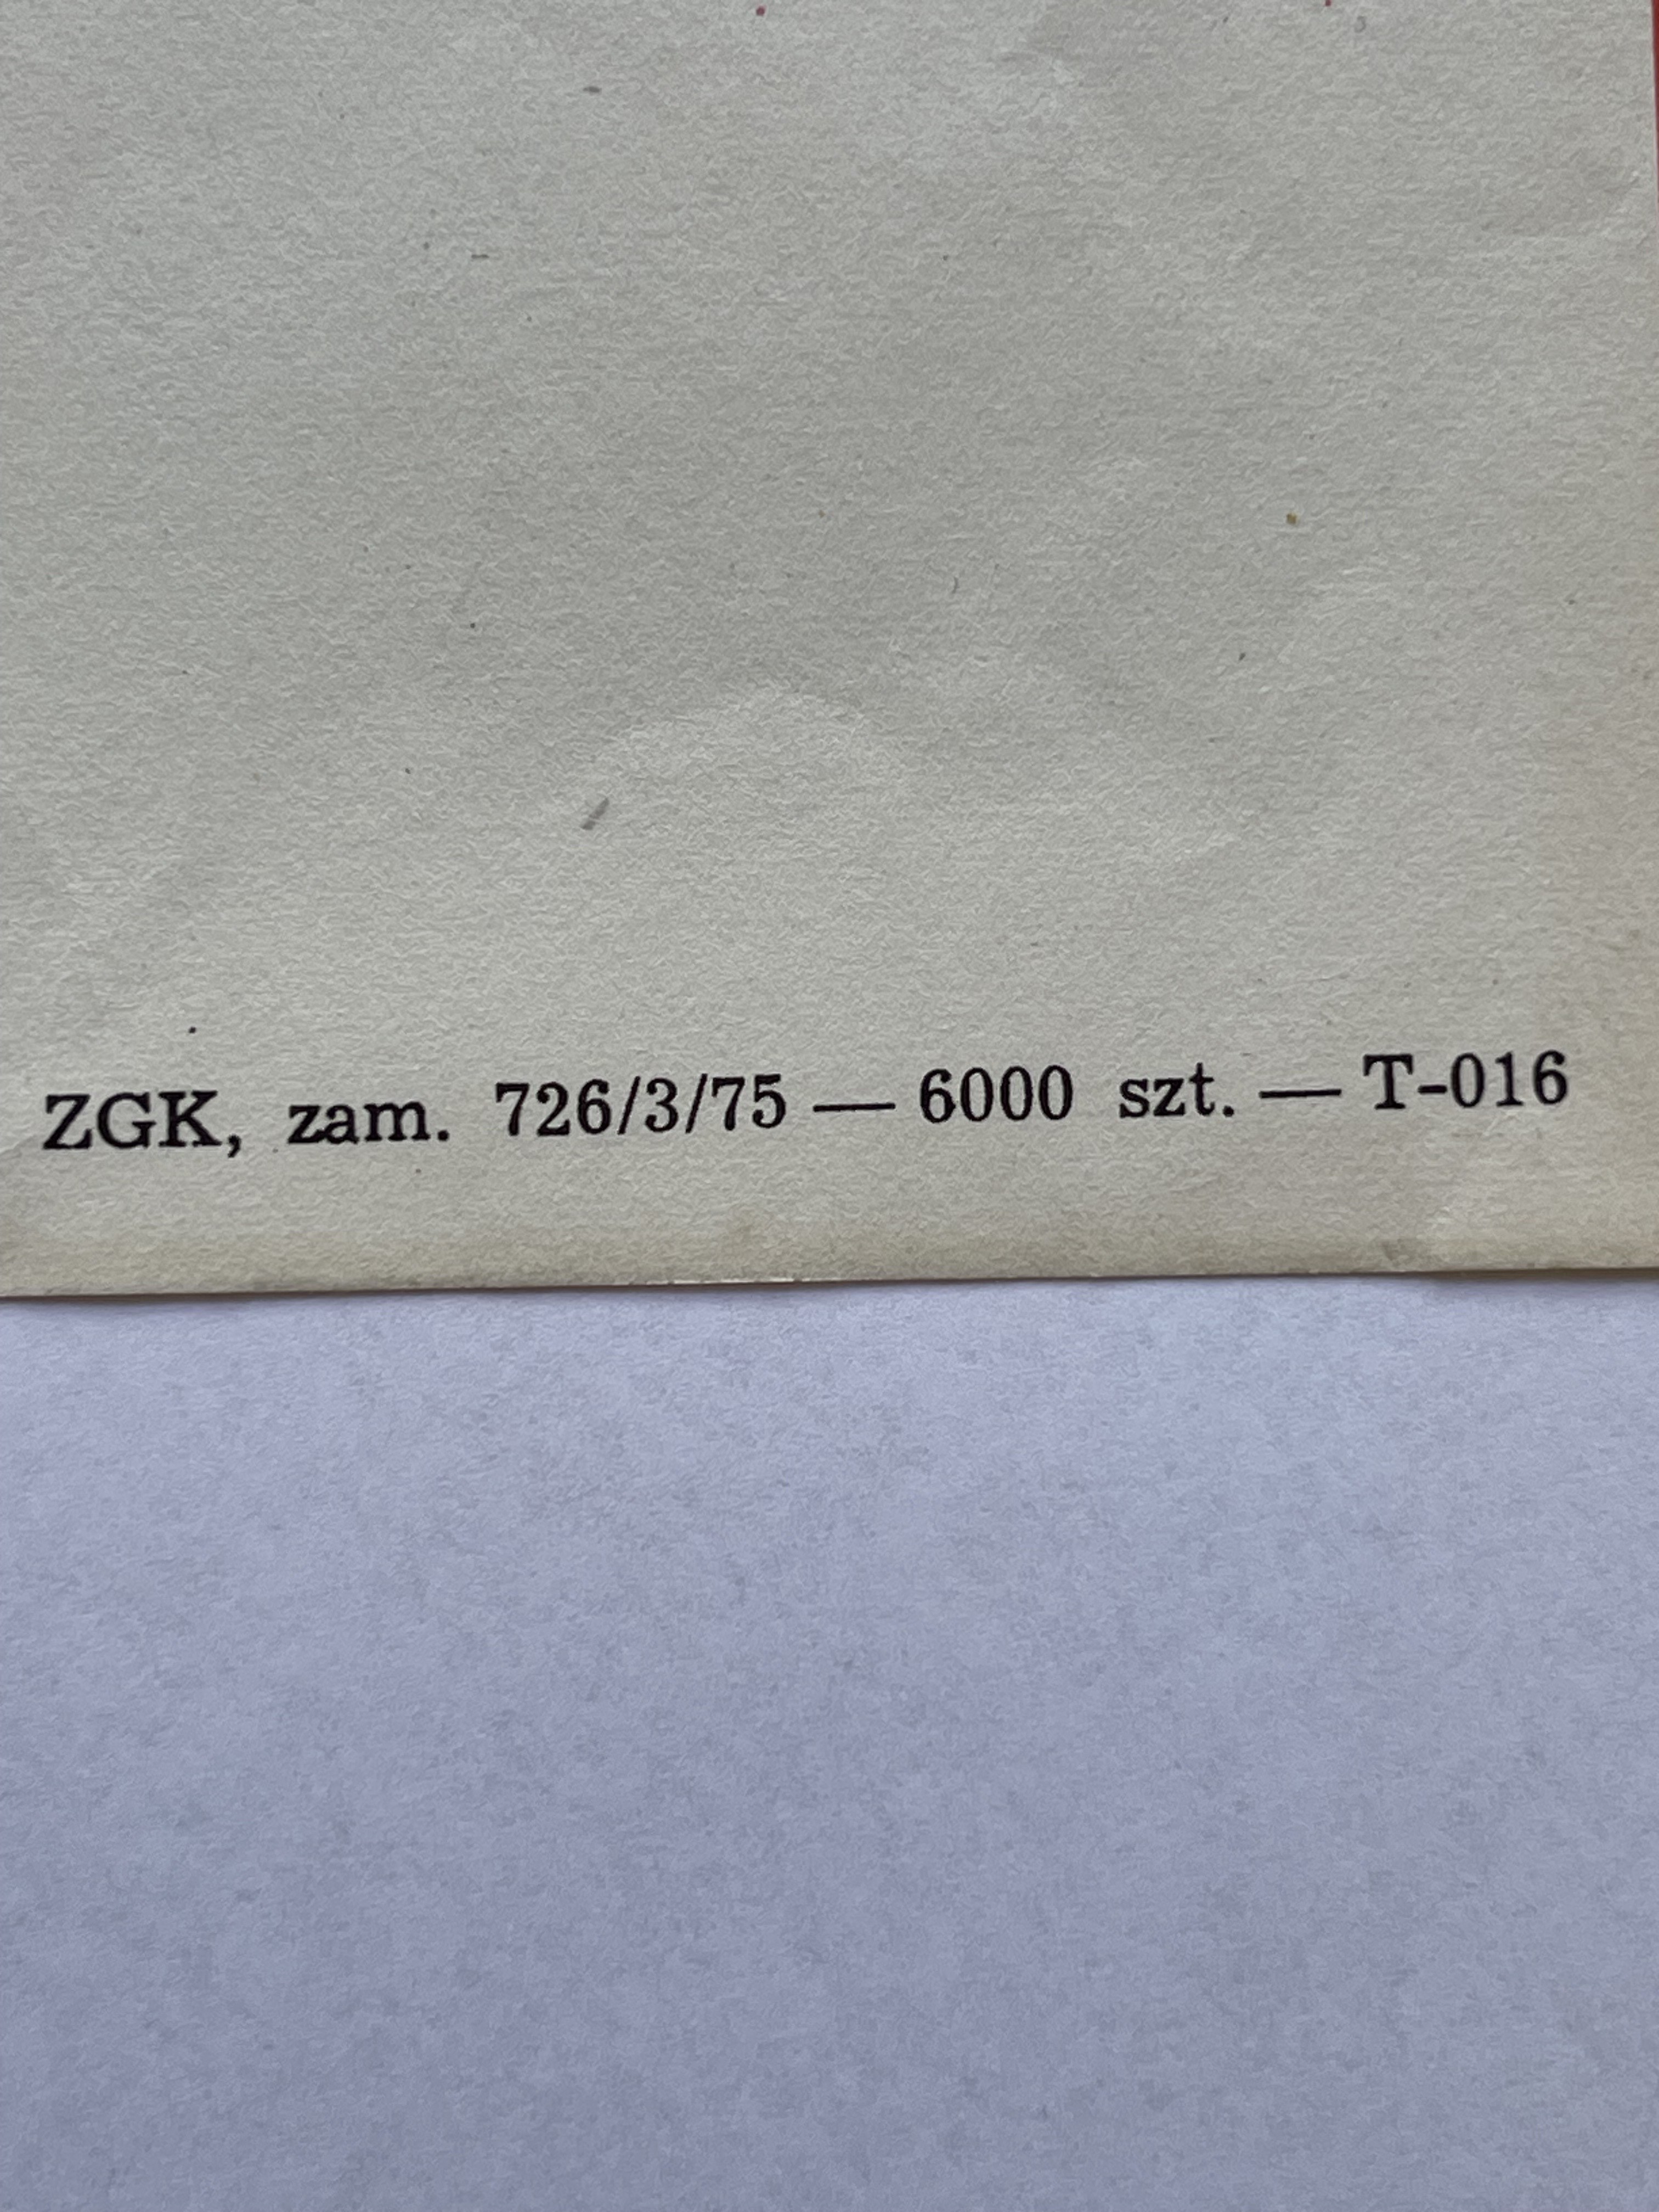 ZGK, zam. 726/3/75 — 6000 szt. — T-016